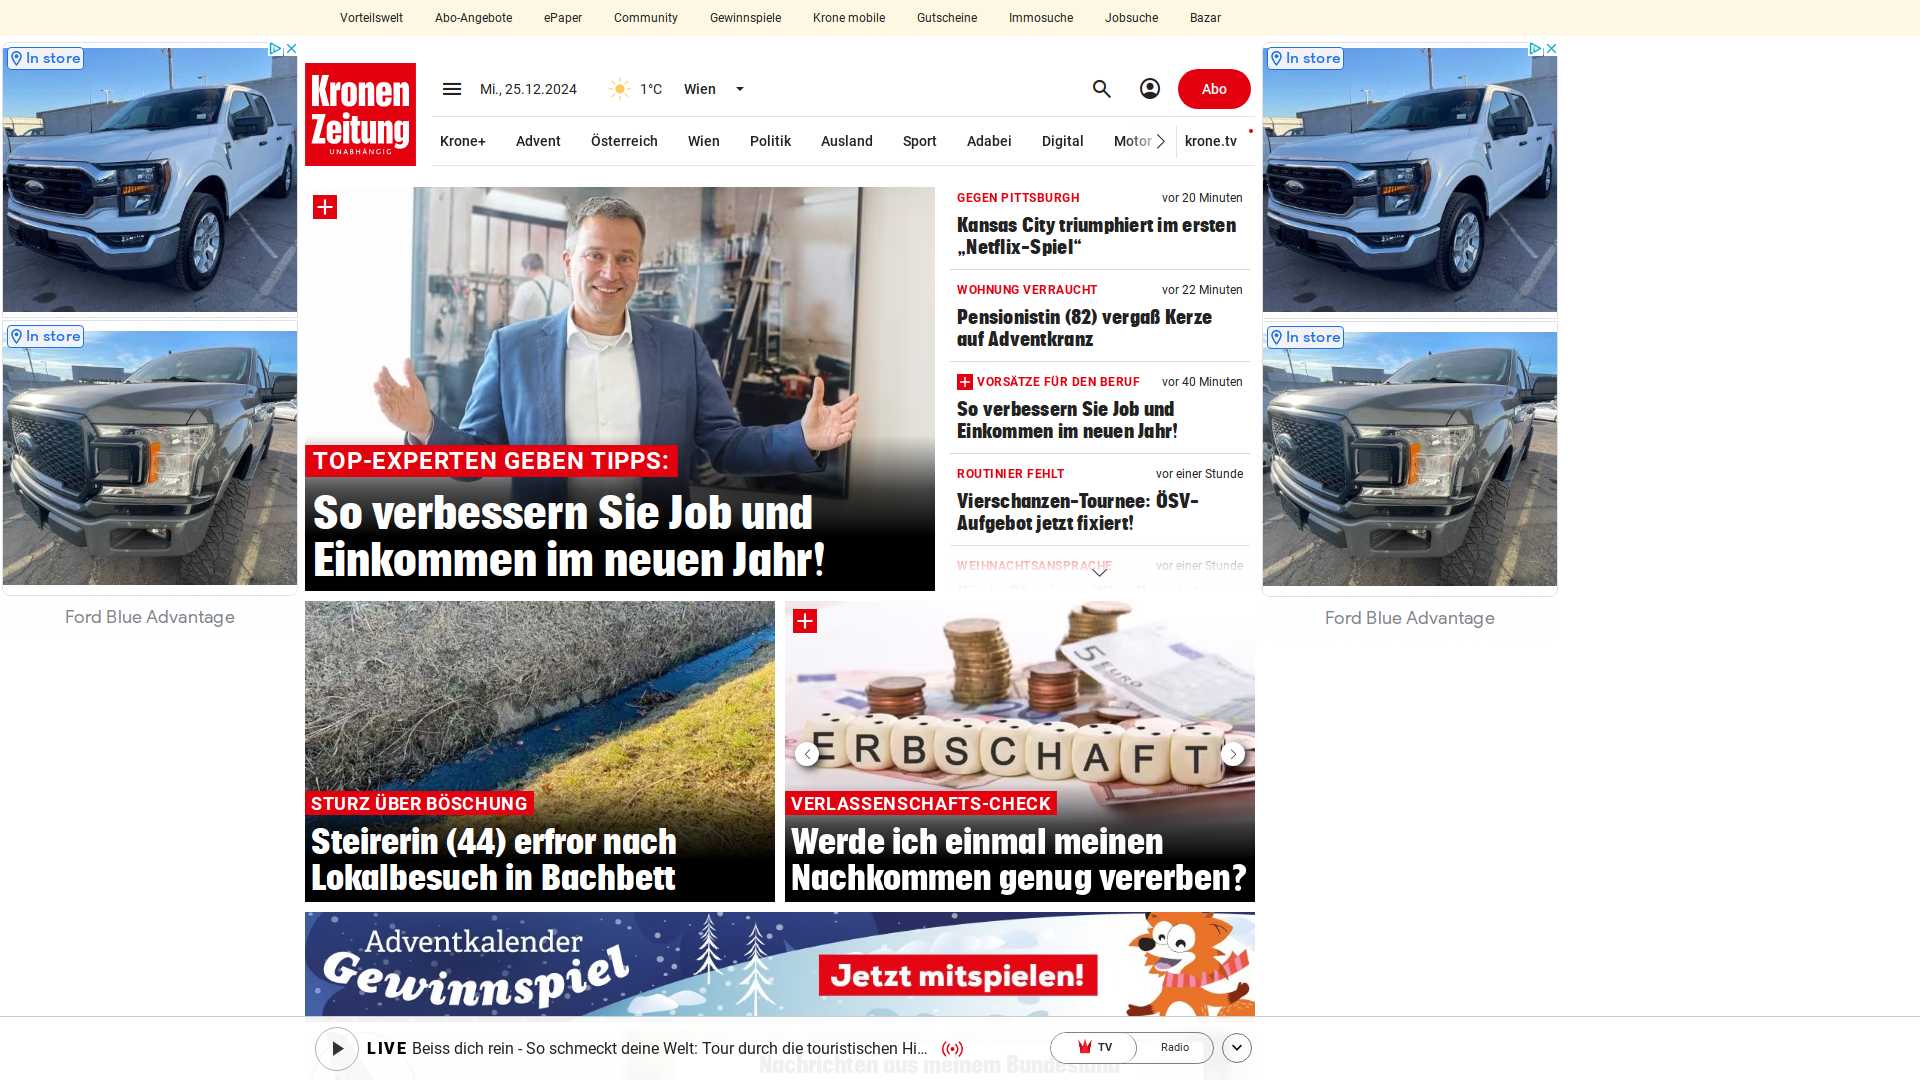 Vorteilswelt
Abo-Angebote
ePaper
Community
Gewinnspiele
Krone mobile
Gutscheine
Immosuche
Jobsuche
Bazar
In store
In store
Ford Blue Advantage
Kronen
Zeitung
UNABHÄNGIG
Mi., 25.12.2024
1°C
Wien
Abo
Krone+
Advent
Österreich
Wien
Politik
Ausland
Sport
Adabei
Digital
Motor
krone.tv
TOP-EXPERTEN GEBEN TIPPS:
So verbessern Sie Job und
Einkommen im neuen Jahr!
GEGEN PITTSBURGH
vor 20 Minuten
Kansas City triumphiert im ersten
„Netflix-Spiel“
WOHNUNG VERRAUCHT
vor 22 Minuten
Pensionistin (82) vergaß Kerze
auf Adventkranz
VORSÄTZE FÜR DEN BERUF
vor 40 Minuten
So verbessern Sie Job und
Einkommen im neuen Jahr!
ROUTINIER FEHLT
vor einer Stunde
Vierschanzen-Tournee: ÖSV-
Aufgebot jetzt fixiert!
WEIHNACHTSANSPRACHE
vor einer Stunde
STURZ ÜBER BÖSCHUNG
Steirerin (44) erfror nach
Lokalbesuch in Bachbett
5 EURO
ERBSCHAFT
VERLASSENSCHAFTS-CHECK
Werde ich einmal meinen
Nachkommen genug vererben?
In store
In store
Ford Blue Advantage
Adventkalender
Gewinnspiel
Jetzt mitspielen!
LIVE Beiss dich rein - So schmeckt deine Welt: Tour durch die touristischen Hi...
TV
Radio
Nachrichten aus meinem Bundesland